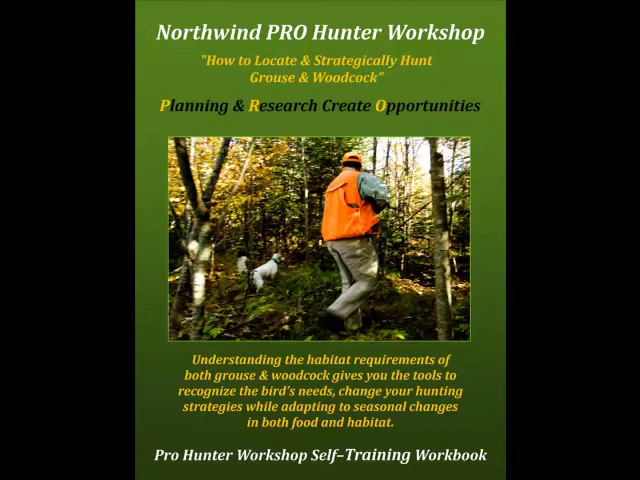 Northwind PRO Hunter Workshop
"How to Locate & Strategically Hunt
Grouse & Woodcock"
Planning & Research Create Opportunities
Understanding the habitat requirements of
both grouse & woodcock gives you the tools to
recognize the bird's needs, change your hunting
strategies while adapting to seasonal changes
in both food and habitat.
Pro Hunter Workshop Self–Training Workbook